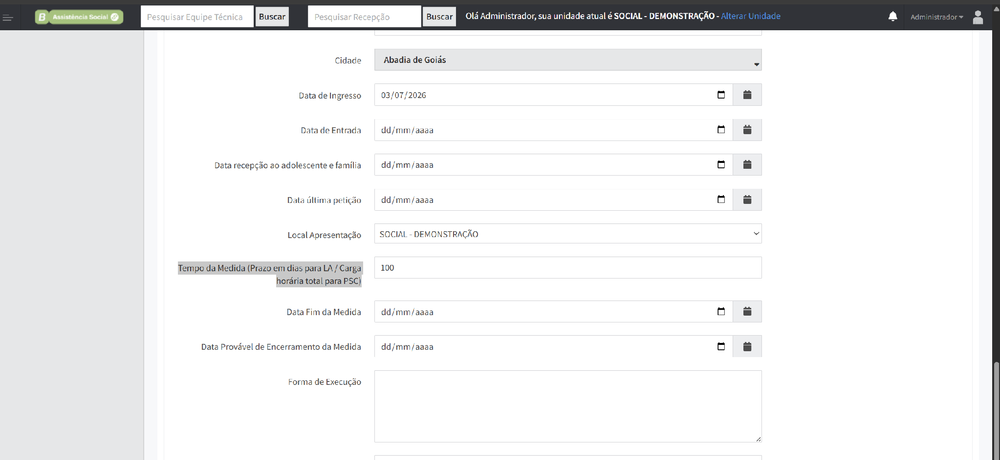 B Assistência Social
Pesquisar Equipe Técnica Buscar Pesquisar Recepção Buscar Olá Administrador, sua unidade atual é SOCIAL - DEMONSTRAÇÃO - Alterar Unidade Administrador
Cidade Abadia de Goiás
Data de Ingresso 03/07/2026
Data de Entrada dd/mm/aaaa
Data recepção ao adolescente e família dd/mm/aaaa
Data última petição dd/mm/aaaa
Local Apresentação SOCIAL - DEMONSTRAÇÃO
Tempo da Medida (Prazo em dias para LA / Carga 100
horária total para PSC)
Data Fim da Medida dd/mm/aaaa
Data Provável de Encerramento da Medida dd/mm/aaaa
Forma de Execução